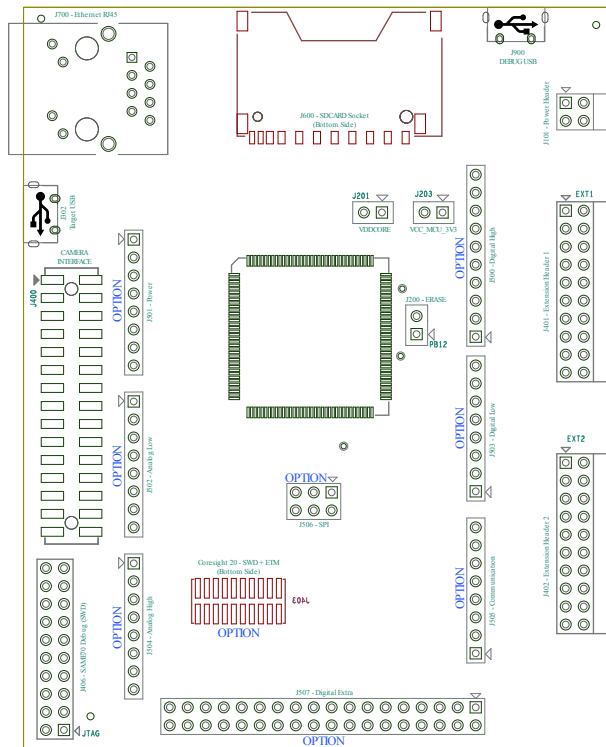 J700 - Ethernet RJ45
J600 - SDCARD Socket
(Bottom Side)
J900
DEBUG USB
J101 - Power Header
J302
Target USB
J201
VDDCORE
J203
VCC_MCU_3V3
OPTION
J500 - Digital High
EXT1
J401 - Extension Header 1
CAMERA
INTERFACE
J400
OPTION
J501 - Power
J200 - ERASE
PB12
OPTION
J502 - Analog Low
OPTION
J503 - Digital Low
EXT2
J402 - Extension Header 2
OPTION
J506 - SPI
Coresight 20 - SWD + ETM
(Bottom Side)
J403
OPTION
OPTION
J504 - Analog High
OPTION
J505 - Communication
J406 - SAME70 Debug (SWD)
JTAG
J507 - Digital Extra
OPTION